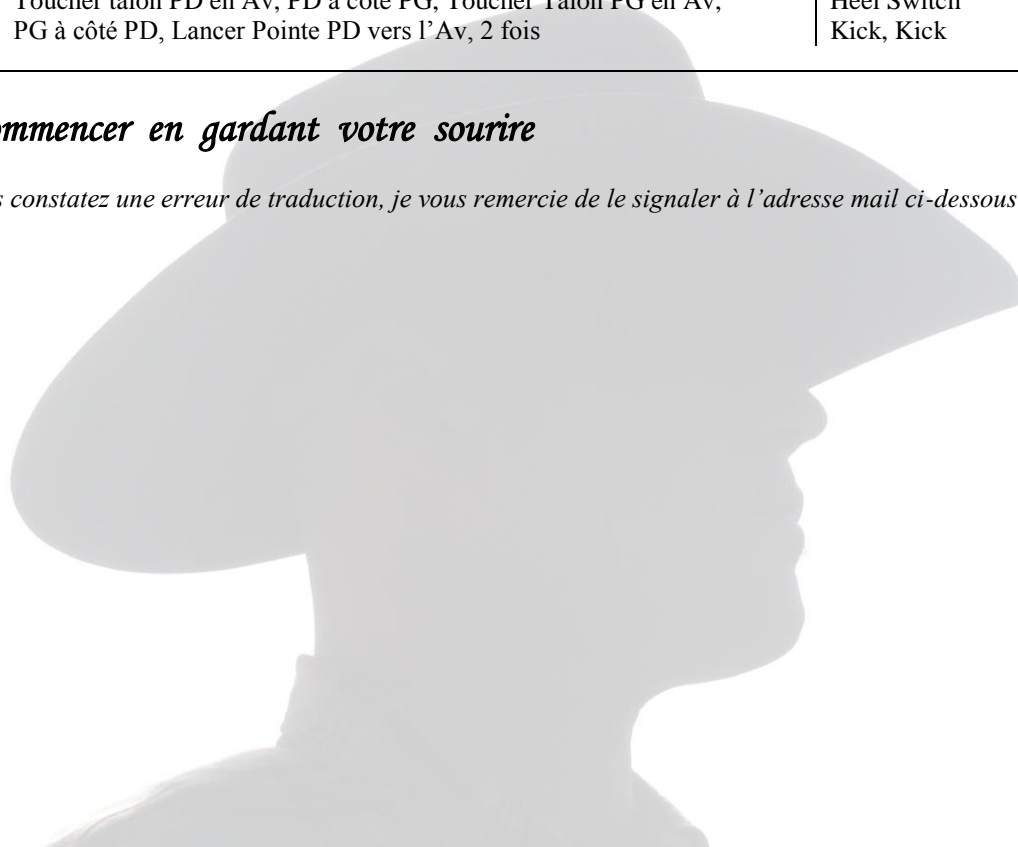 Toucher talon PD en Av, PD à côté PG, Toucher Talon PG en Av,
Heel Switch
PG à côté PD, Lancer Pointe PD vers l'Av, 2 fois
Kick, Kick
en gardant votre sourire
constatez une erreur de traduction, je vous remercie de le signaler à l'adresse mail ci-dessous